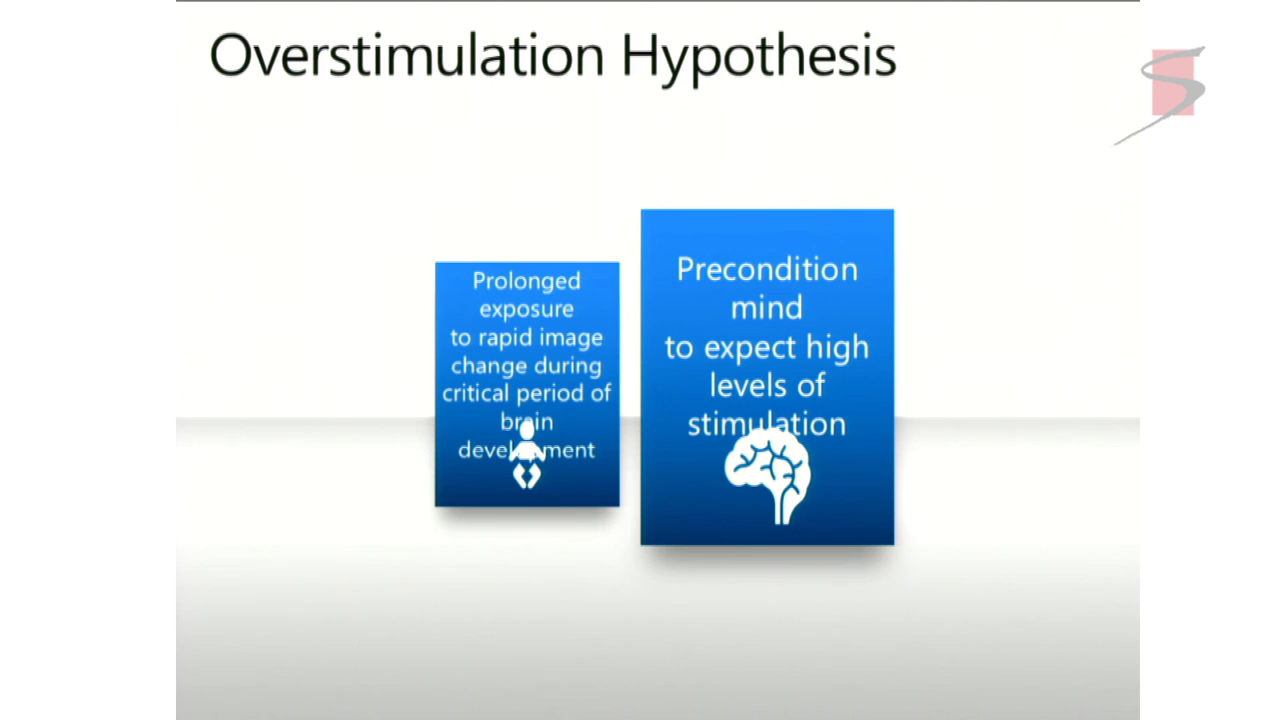 Overstimulation Hypothesis
Prolonged
exposure
to rapid image
change during
critical period of
brain
development
Precondition
mind
to expect high
levels of
stimulation